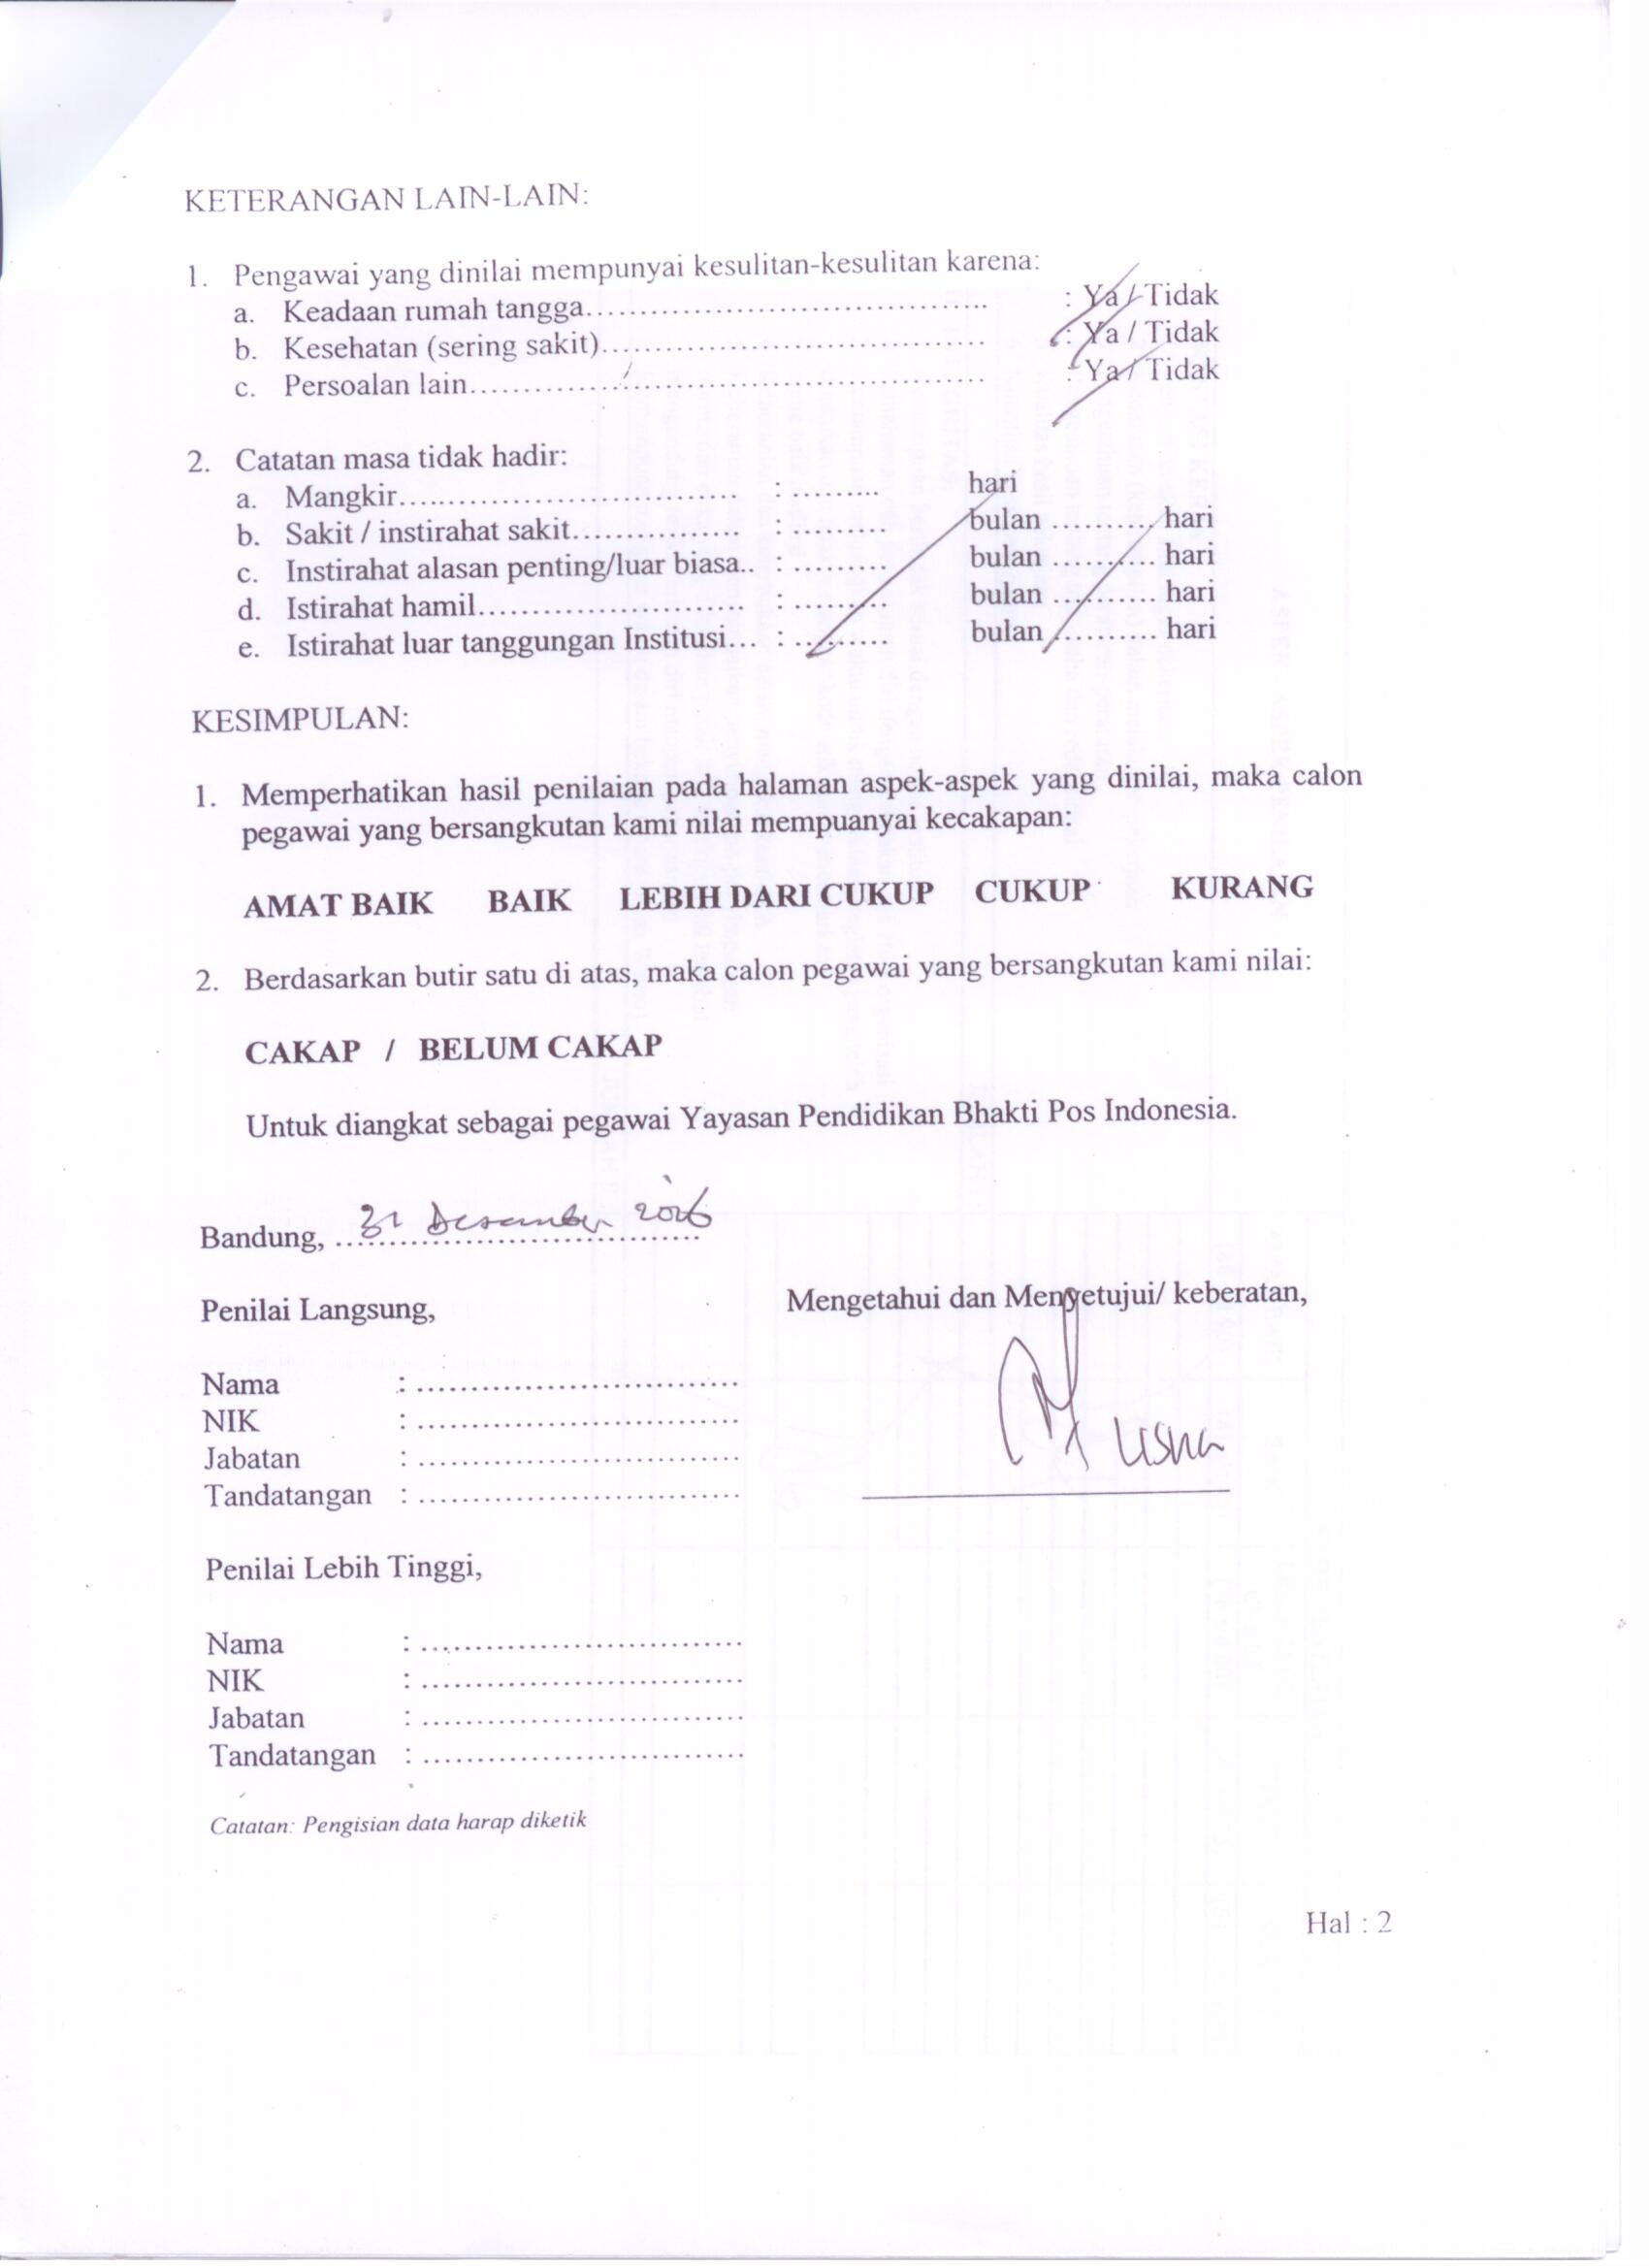 KETERANGAN LAIN-LAIN:
1. Pengawai yang dinilai mempunyai kesulitan-kesulitan karena:
a. Keadaan rumah tangga........................................ : Ya / Tidak
b. Kesehatan (sering sakit)...................................... : Ya / Tidak
c. Persoalan lain..................................................... : Ya / Tidak
2. Catatan masa tidak hadir:
a. Mangkir................................. : ......... hari
b. Sakit / instirahat sakit................ : ......... bulan .......... hari
c. Instirahat alasan penting/luar biasa.. : ......... bulan .......... hari
d. Istirahat hamil......................... : ......... bulan .......... hari
e. Istirahat luar tanggungan Institusi... : ......... bulan .......... hari
KESIMPULAN:
1. Memperhatikan hasil penilaian pada halaman aspek-aspek yang dinilai, maka calon
pegawai yang bersangkutan kami nilai mempuanyai kecakapan:
AMAT BAIK BAIK LEBIH DARI CUKUP CUKUP KURANG
2. Berdasarkan butir satu di atas, maka calon pegawai yang bersangkutan kami nilai:
CAKAP / BELUM CAKAP
Untuk diangkat sebagai pegawai Yayasan Pendidikan Bhakti Pos Indonesia.
Bandung, 31 Desember
Penilai Langsung, Mengetahui dan Menyetujui/ keberatan,
Nama : ..............................
NIK : ..............................
Jabatan : ..............................
Lisna
Tandatangan : ..............................
Penilai Lebih Tinggi,
Nama : ..............................
NIK : ..............................
Jabatan : ..............................
Tandatangan : ..............................
Catatan: Pengisian data harap diketik
Hal : 2